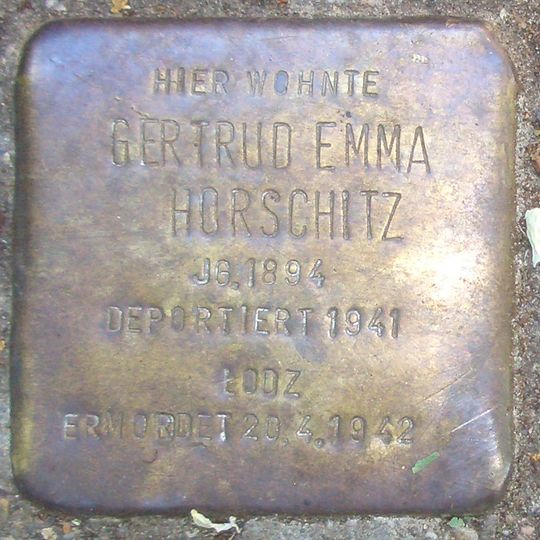 HIER WOHNTE
GERTRUD EMMA
HORSCHITZ
JG. 1894
DEPORTIERT 1941
ŁODZ
ERMORDET 20.4.1942